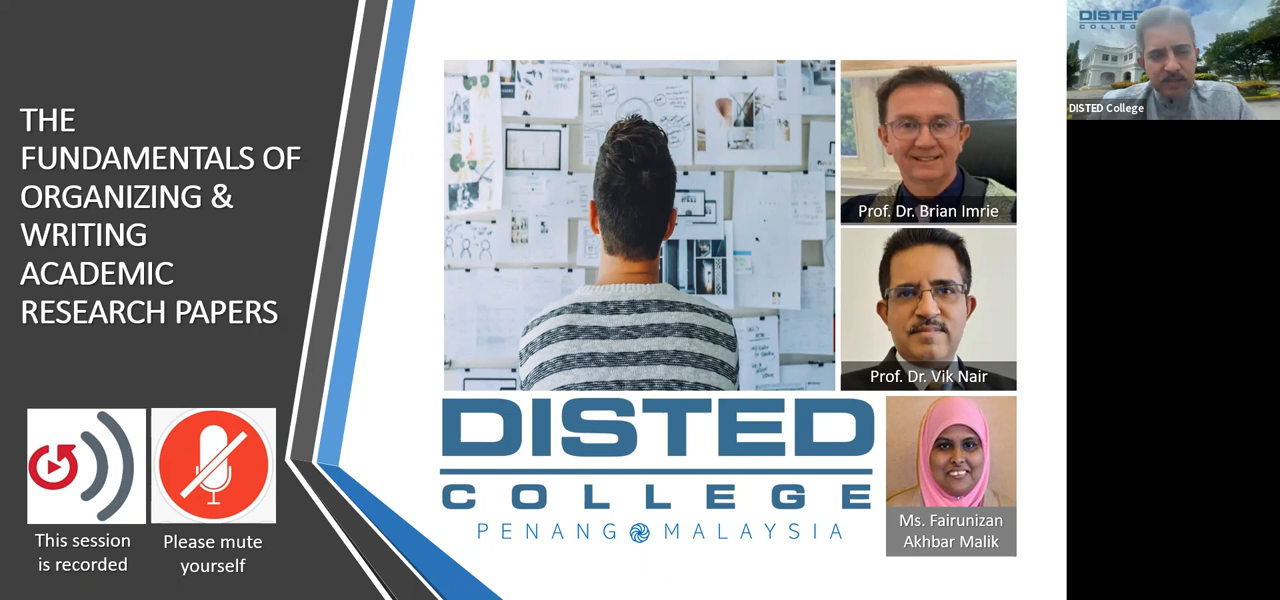 THE
FUNDAMENTALS OF
ORGANIZING &
WRITING
ACADEMIC
RESEARCH PAPERS
This session
is recorded
Please mute
yourself
Prof. Dr. Brian Imrie
Prof. Dr. Vik Nair
DISTED
COLLEGE
PENANG MALAYSIA
Ms. Fairunizan
Akhbar Malik
DISTED
COLLEGE
DISTED College